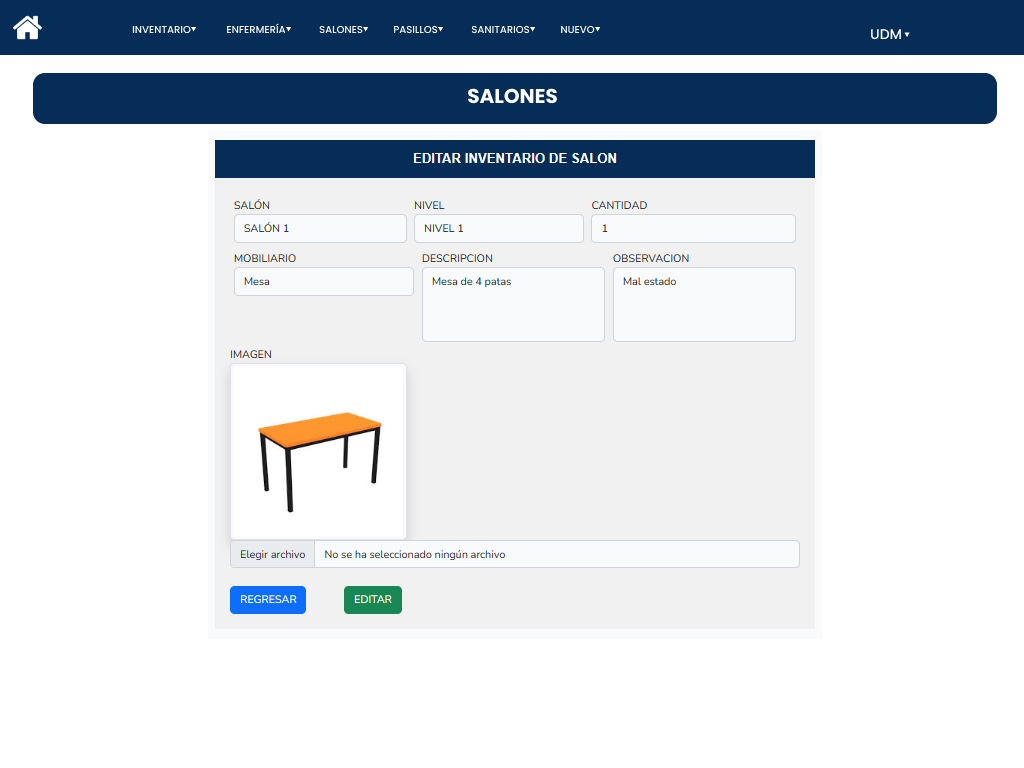 INVENTARIO▾ ENFERMERÍA▾ SALONES▾ PASILLOS▾ SANITARIOS▾ NUEVO▾ UDM ▾
SALONES
EDITAR INVENTARIO DE SALON
SALÓN NIVEL CANTIDAD
SALÓN 1 NIVEL 1 1
MOBILIARIO DESCRIPCION OBSERVACION
Mesa Mesa de 4 patas Mal estado
IMAGEN
Elegir archivo No se ha seleccionado ningún archivo
REGRESAR EDITAR